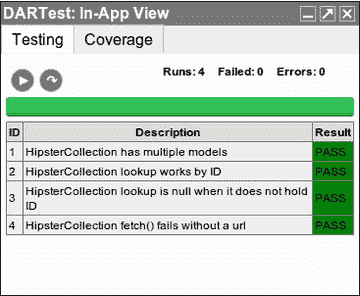 DARTest: In-App View
Testing Coverage
Runs: 4 Failed: 0 Errors: 0
ID Description Result
1 HipsterCollection has multiple models PASS
2 HipsterCollection lookup works by ID PASS
3 HipsterCollection lookup is null when it does not hold
ID PASS
4 HipsterCollection fetch() fails without a url PASS